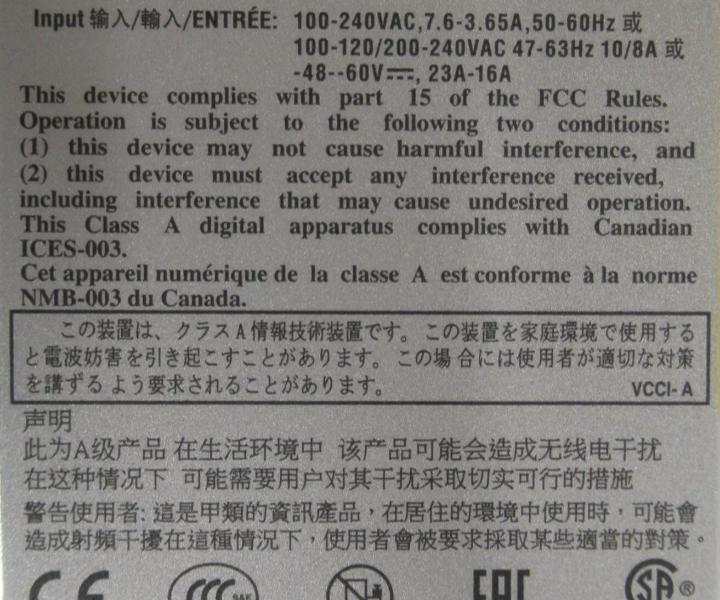 Input 输入/輸入/ENTRÉE: 100-240VAC,7.6-3.65A,50-60Hz 或
100-120/200-240VAC 47-63Hz 10/8A 或
-48--60V⎓, 23A-16A
This device complies with part 15 of the FCC Rules.
Operation is subject to the following two conditions:
(1) this device may not cause harmful interference, and
(2) this device must accept any interference received,
including interference that may cause undesired operation.
This Class A digital apparatus complies with Canadian
ICES-003.
Cet appareil numérique de la classe A est conforme à la norme
NMB-003 du Canada.
この装置は、クラスA情報技術装置です。この装置を家庭環境で使用する
と電波妨害を引き起こすことがあります。この場合には使用者が適切な対策
を講ずるよう要求されることがあります。
VCCI-A
声明
此为A级产品 在生活环境中 该产品可能会造成无线电干扰
在这种情况下 可能需要用户对其干扰采取切实可行的措施
警告使用者: 這是甲類的資訊產品，在居住的環境中使用時，可能會
造成射頻干擾在這種情況下，使用者會被要求採取某些適當的對策。
CE CCC EAC SA ®